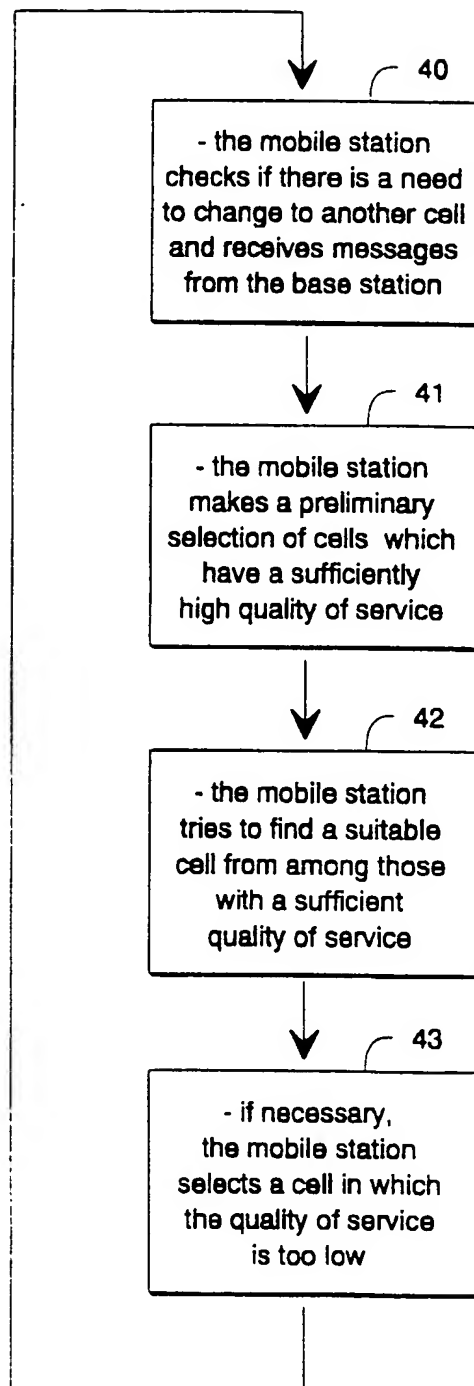 40
- the mobile station
checks if there is a need
to change to another cell
and receives messages
from the base station
41
- the mobile station
makes a preliminary
selection of cells which
have a sufficiently
high quality of service
42
- the mobile station
tries to find a suitable
cell from among those
with a sufficient
quality of service
43
- if necessary,
the mobile station
selects a cell in which
the quality of service
is too low